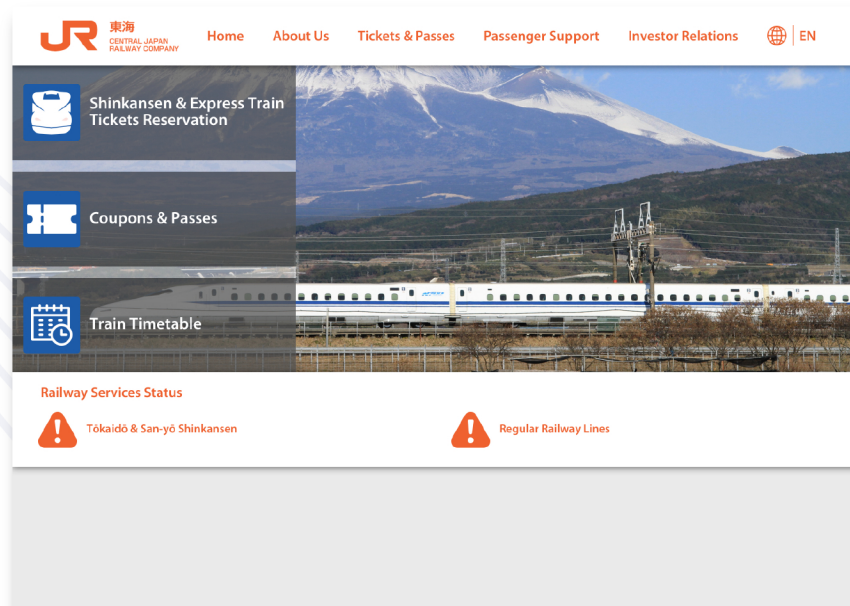 JR
東海
CENTRAL JAPAN
RAILWAY COMPANY
Home
About Us
Tickets & Passes
Passenger Support
Investor Relations
EN
Shinkansen & Express Train
Tickets Reservation
Coupons & Passes
Train Timetable
Railway Services Status
Tōkaidō & San-yō Shinkansen
Regular Railway Lines